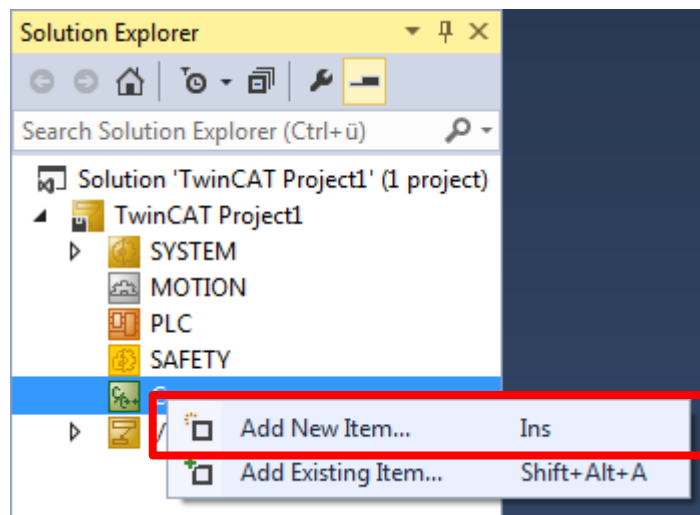 Solution Explorer
Search Solution Explorer (Ctrl+ü)
Solution 'TwinCAT Project1' (1 project)
TwinCAT Project1
SYSTEM
MOTION
PLC
SAFETY
Add New Item... Ins
Add Existing Item... Shift+Alt+A